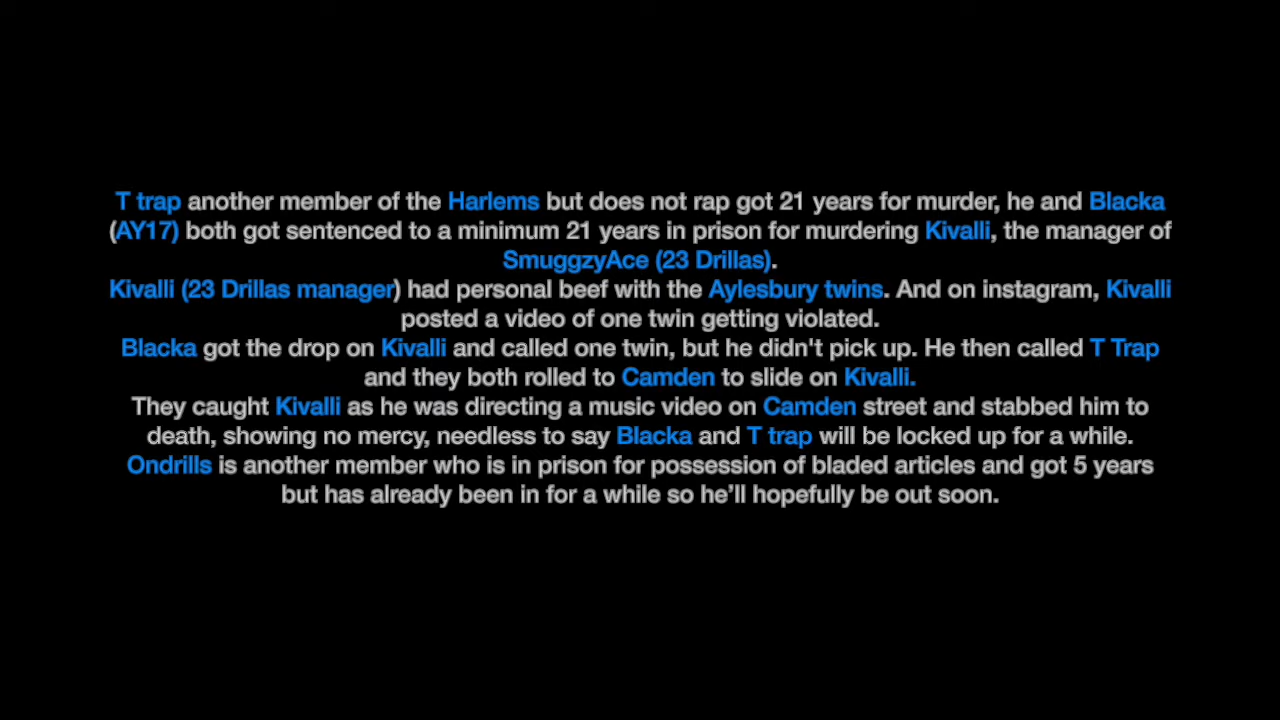 T trap another member of the Harlems but does not rap got 21 years for murder, he and Blacka
(AY17) both got sentenced to a minimum 21 years in prison for murdering Kivalli, the manager of
SmuggzyAce (23 Drillas).
Kivalli (23 Drillas manager) had personal beef with the Aylesbury twins. And on instagram, Kivalli
posted a video of one twin getting violated.
Blacka got the drop on Kivalli and called one twin, but he didn't pick up. He then called T Trap
and they both rolled to Camden to slide on Kivalli.
They caught Kivalli as he was directing a music video on Camden street and stabbed him to
death, showing no mercy, needless to say Blacka and T trap will be locked up for a while.
Ondrills is another member who is in prison for possession of bladed articles and got 5 years
but has already been in for a while so he’ll hopefully be out soon.